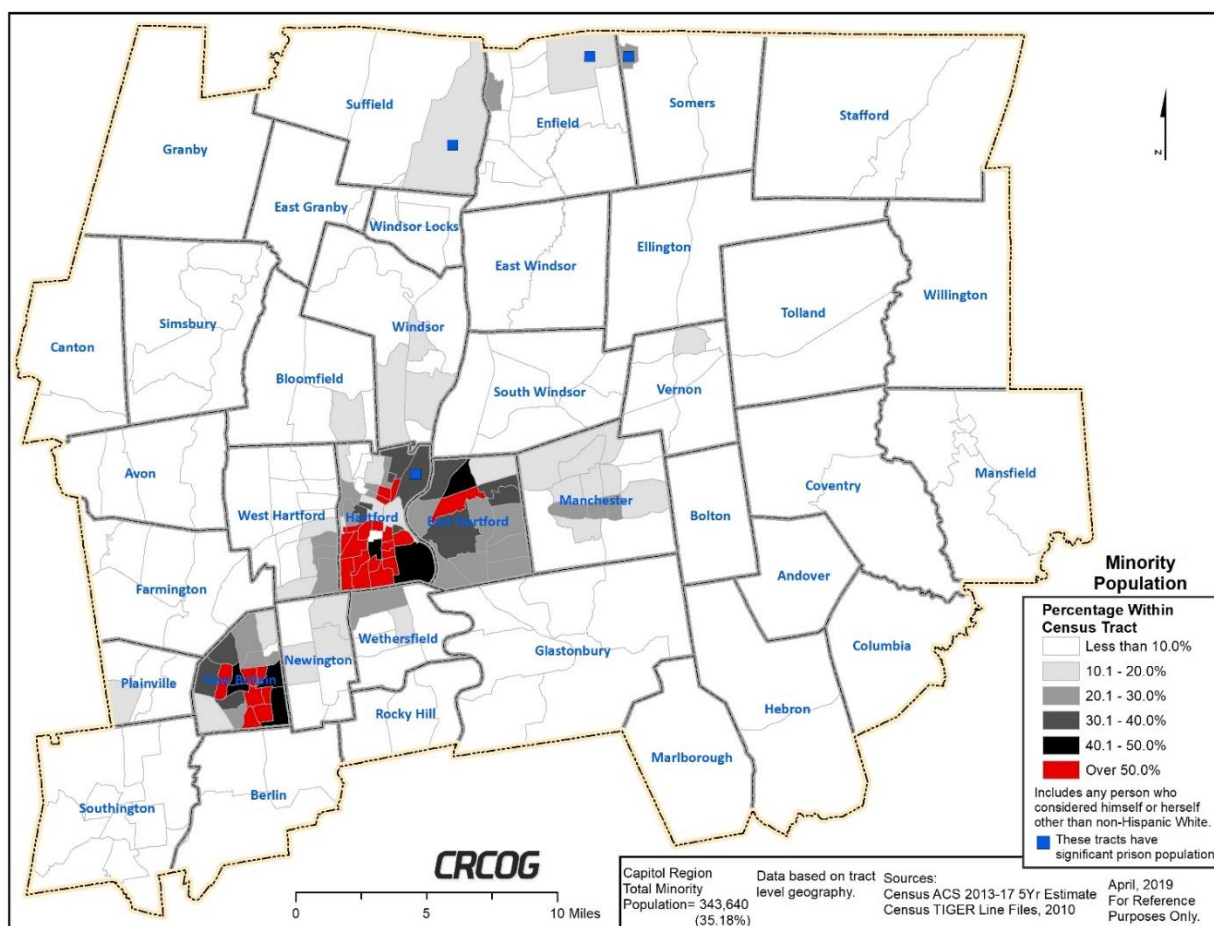 Suffield
Somers
Stafford
Enfield
Granby
East Granby
Windsor Locks
Ellington
East Windsor
Willington
Tolland
Simsbury
Windsor
Canton
Bloomfield
South Windsor
Vernon
Avon
Mansfield
Coventry
Manchester
West Hartford
Hartford
East Hartford
Bolton
Andover
Farmington
Wethersfield
Columbia
Glastonbury
Newington
New Britain
Plainville
Rocky Hill
Hebron
Marlborough
Berlin
Southington
N
Minority
Population
Percentage Within
Census Tract
Less than 10.0%
10.1 - 20.0%
20.1 - 30.0%
30.1 - 40.0%
40.1 - 50.0%
Over 50.0%
Includes any person who
considered himself or herself
other than non-Hispanic White.
These tracts have
significant prison population
CRCOG
0 5 10 Miles
Capitol Region
Total Minority
Population= 343,640
(35.18%)
Data based on tract
level geography.
Sources:
Census ACS 2013-17 5Yr Estimate
Census TIGER Line Files, 2010
April, 2019
For Reference
Purposes Only.